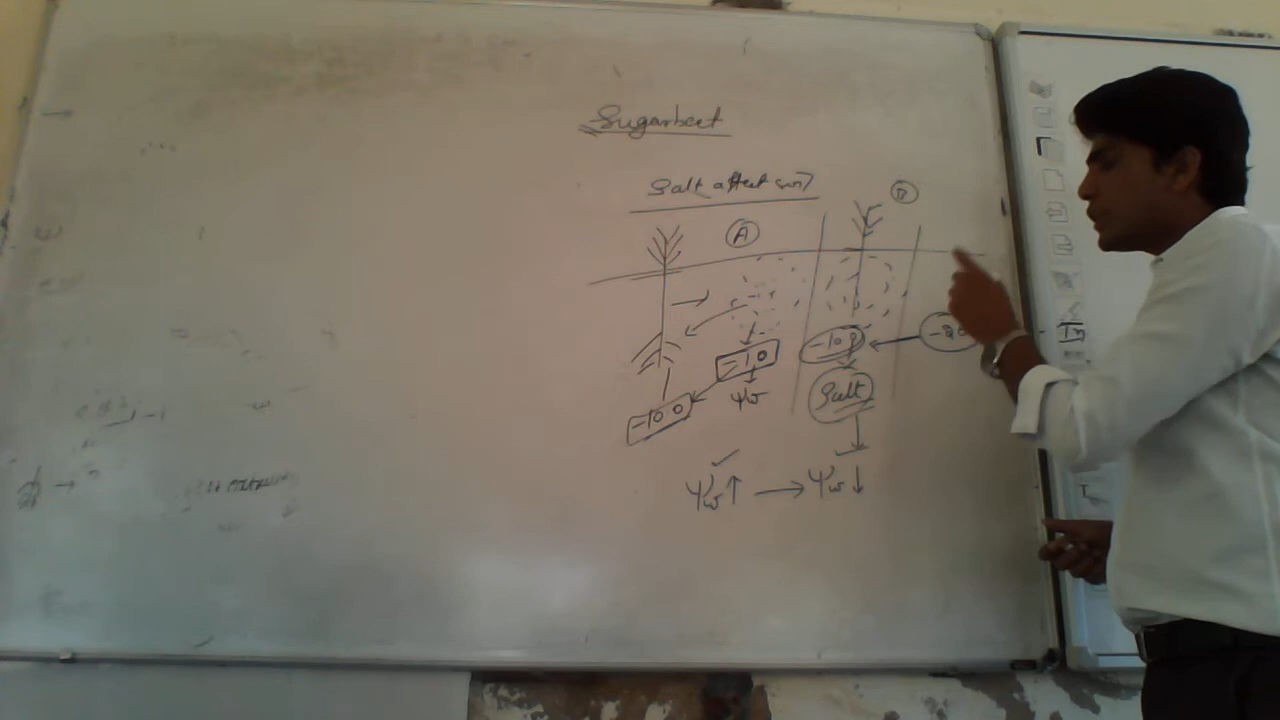 Sugarbeet
Salt affect soil
A
B
-10
ψw
-100
-100
Salt
ψw↑ → ψw↓